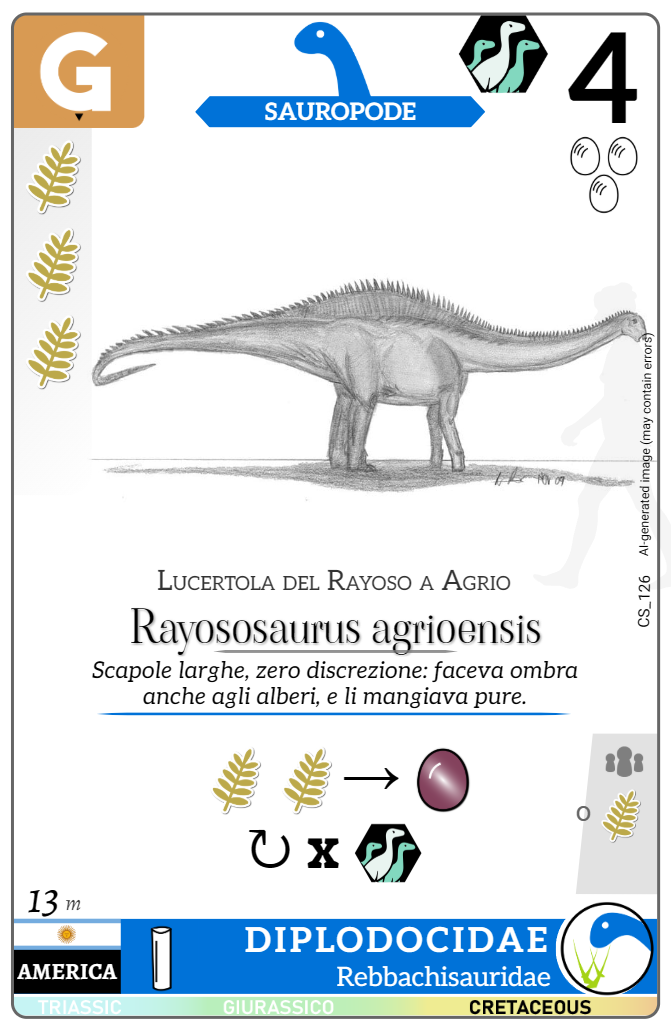 G
SAUROPODE
4
AI-generated image (may contain errors)
CS_126
Lucertola del Rayoso a Agrio
Rayososaurus agrioensis
Scapole larghe, zero discrezione: faceva ombra
anche agli alberi, e li mangiava pure.
x
o
13 m
AMERICA
DIPLODOCIDAE
Rebbachisauridae
TRIASSIC
GIURASSICO
CRETACEOUS